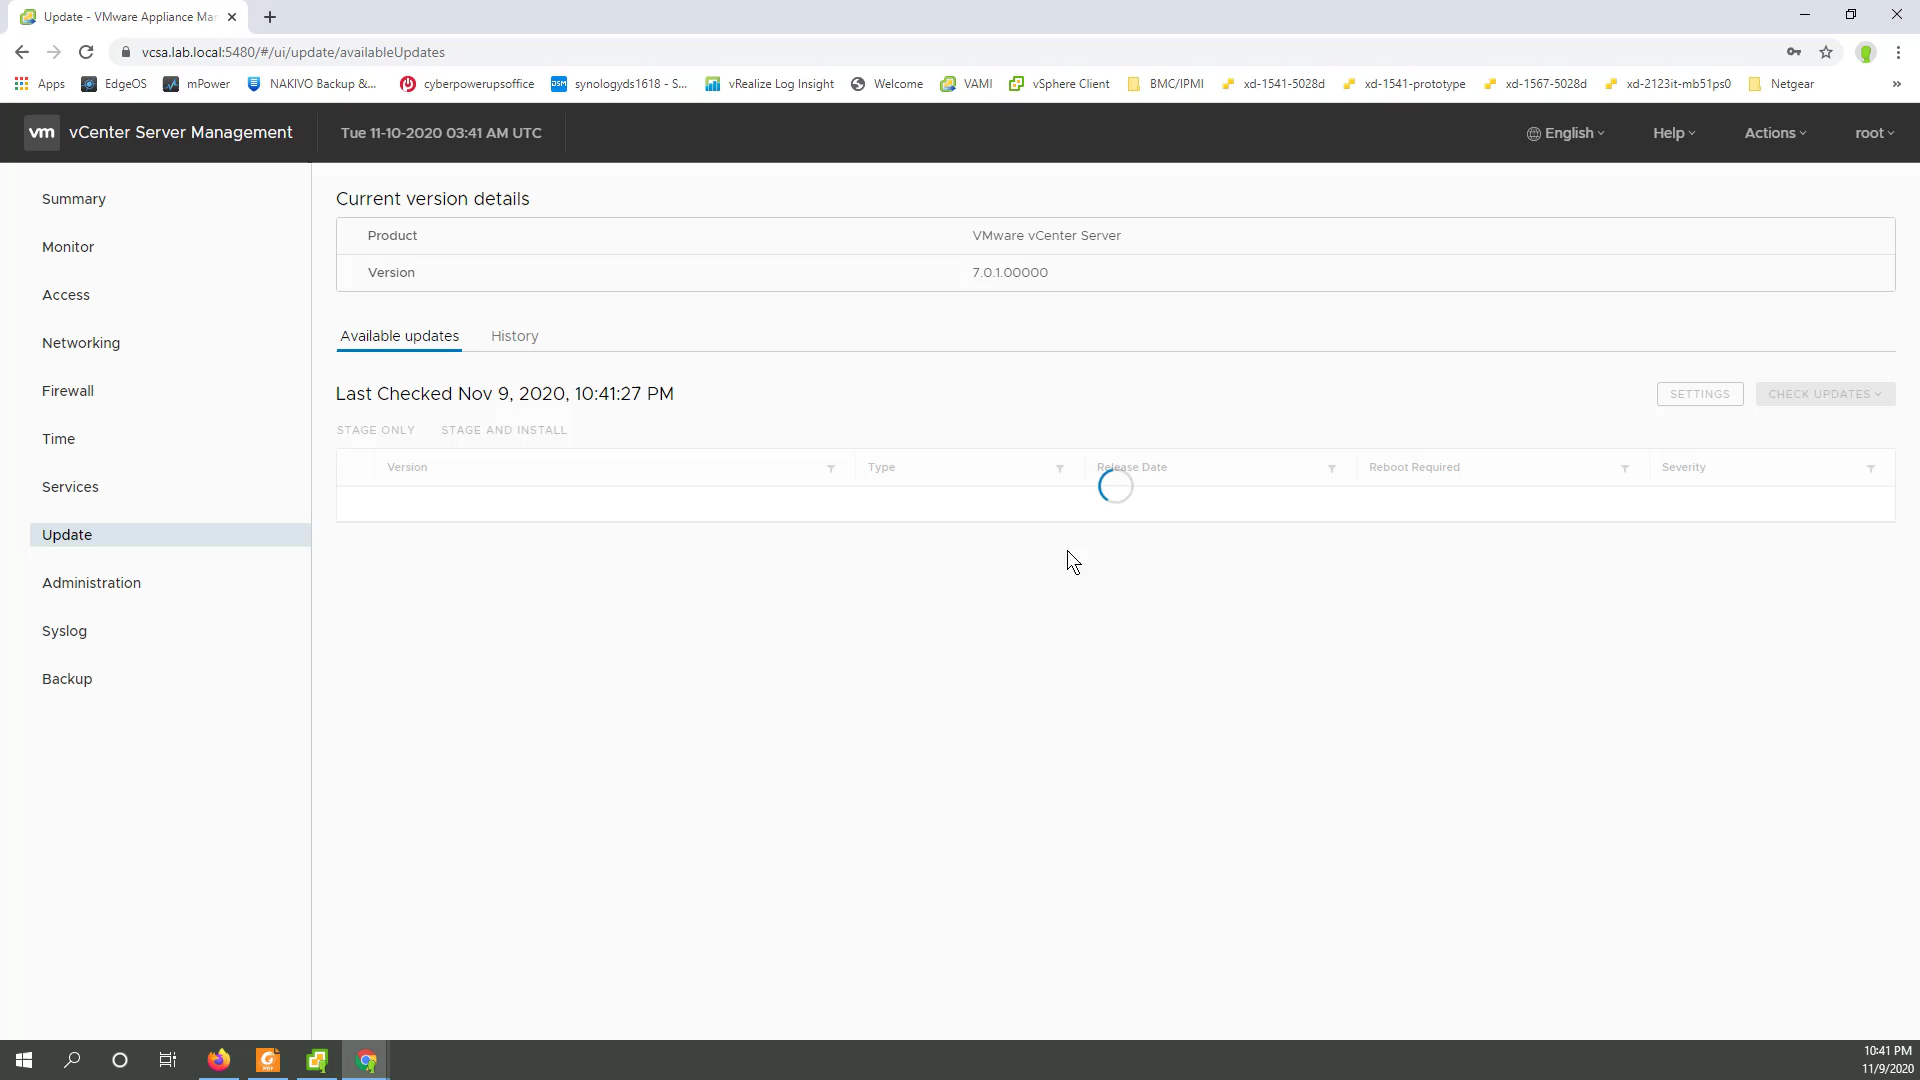 Update - VMware Appliance Man
vcsa.lab.local:5480/#/ui/update/availableUpdates
Apps EdgeOS mPower NAKIVO Backup &... cyberpowerupsoffice DSM synologyds1618 - S... vRealize Log Insight Welcome VAMI vSphere Client BMC/IPMI xd-1541-5028d xd-1541-prototype xd-1567-5028d xd-2123it-mb51ps0 Netgear »
vm vCenter Server Management Tue 11-10-2020 03:41 AM UTC English Help Actions root
Summary
Monitor
Access
Networking
Firewall
Time
Services
Update
Administration
Syslog
Backup
Current version details
Product VMware vCenter Server
Version 7.0.1.00000
Available updates History
Last Checked Nov 9, 2020, 10:41:27 PM SETTINGS CHECK UPDATES
STAGE ONLY STAGE AND INSTALL
Version Type Release Date Reboot Required Severity
10:41 PM
11/9/2020